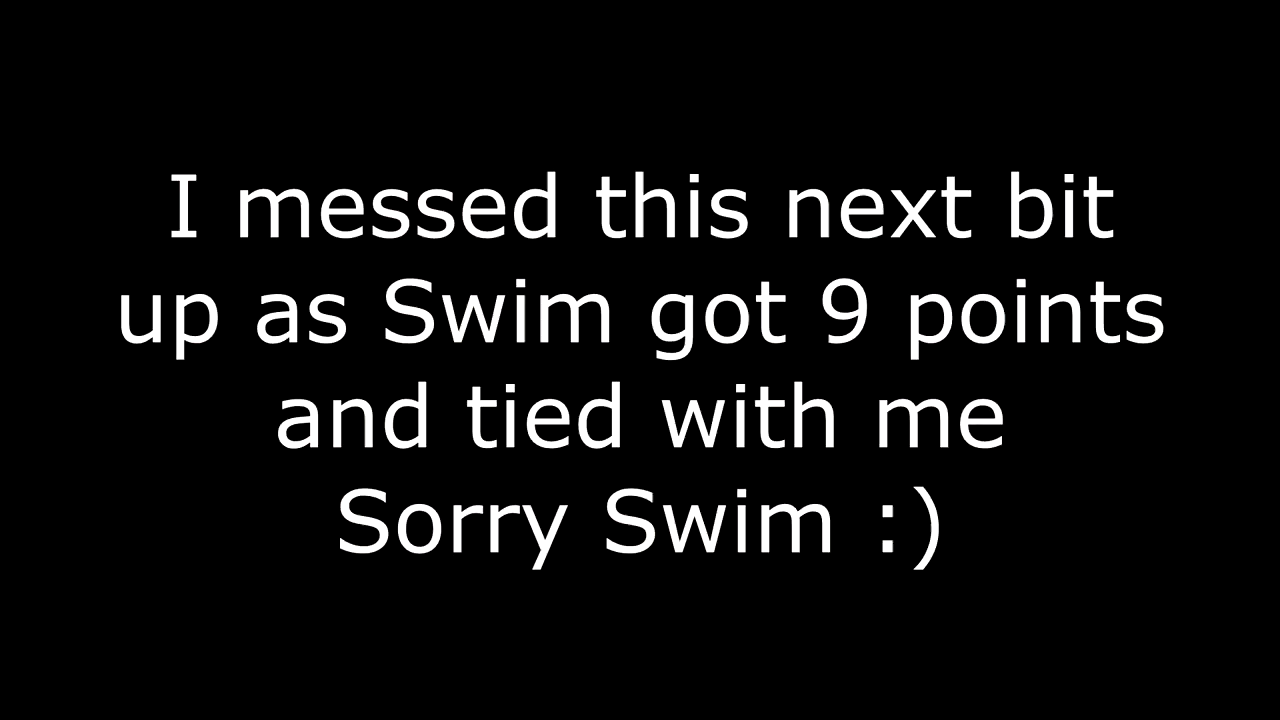 I messed this next bit
up as Swim got 9 points
and tied with me
Sorry Swim :)